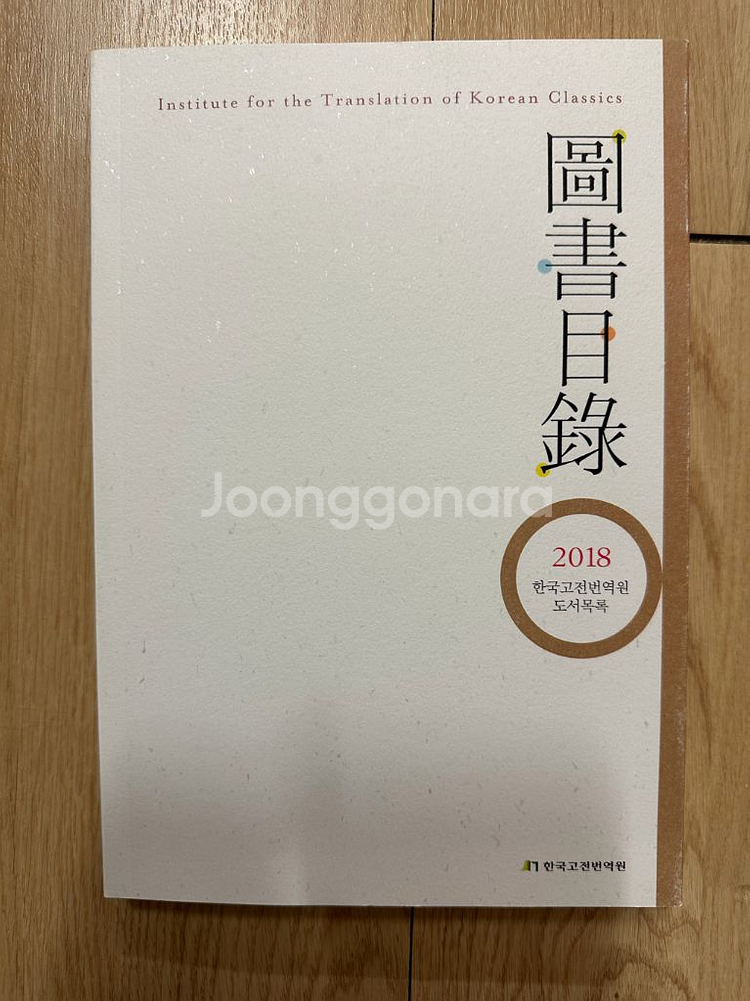 Institute for the Translation of Korean Classics
圖書目錄
Joonggonara
2018
한국고전번역원
도서목록
한국고전번역원